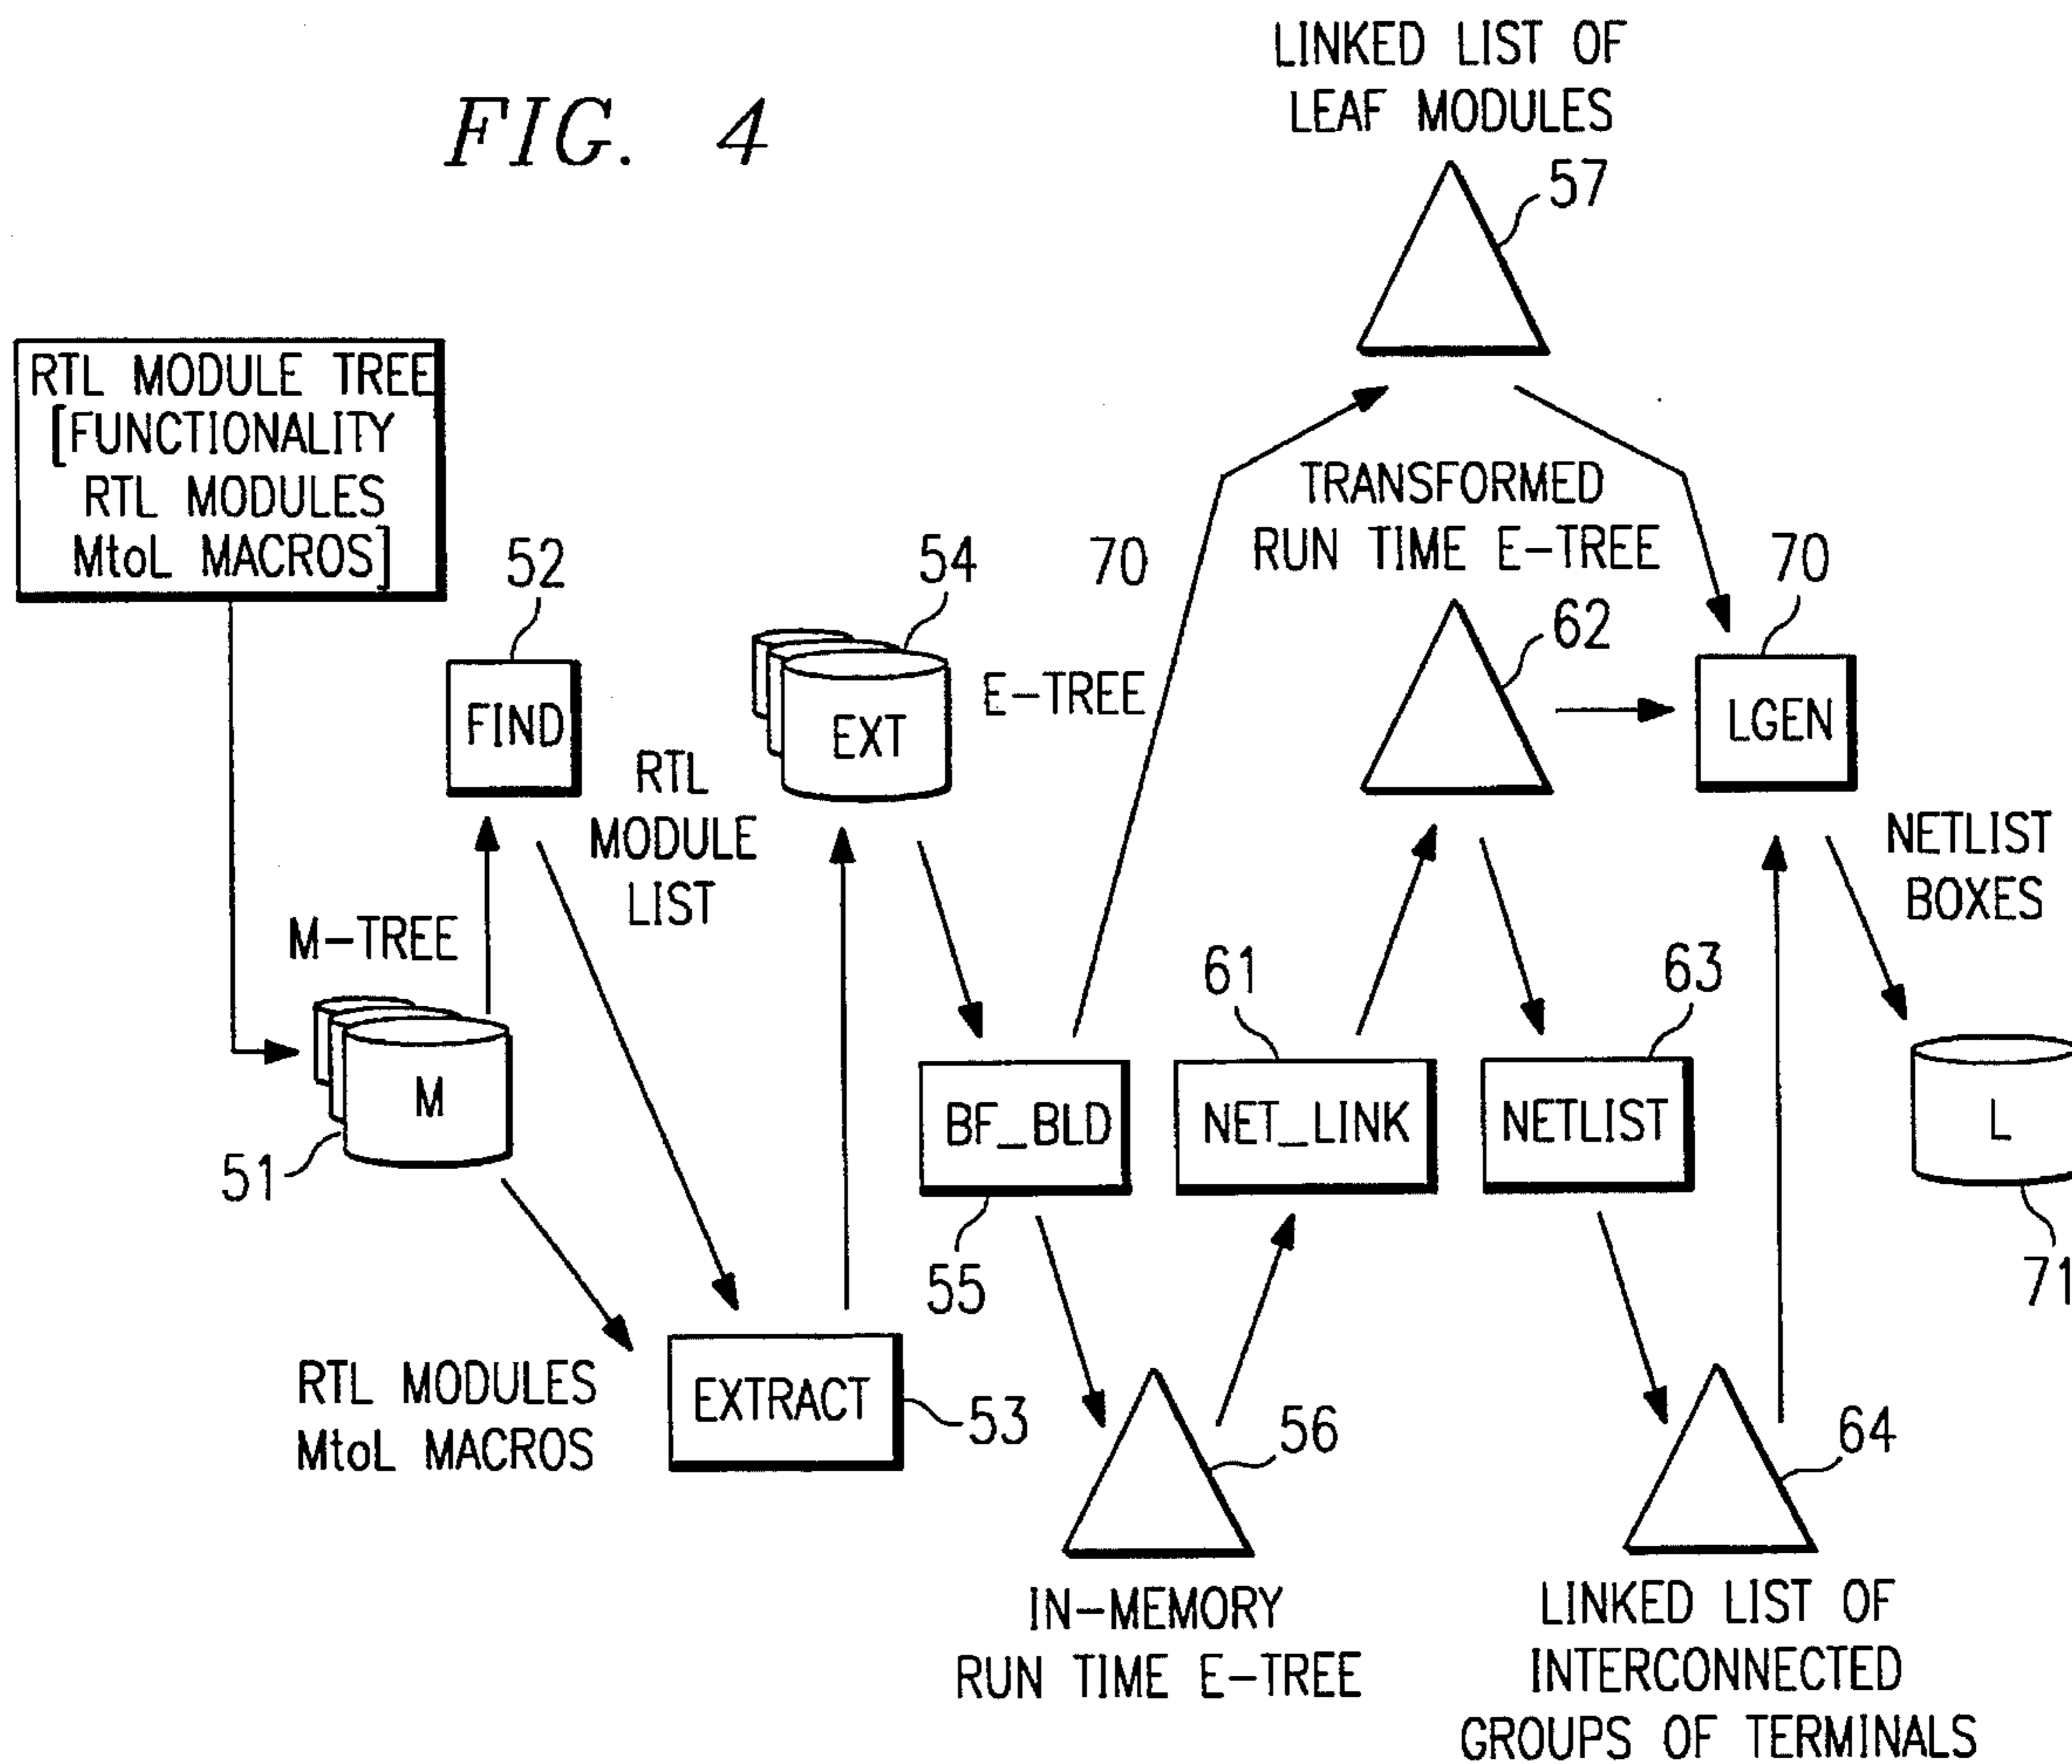 FIG. 4
LINKED LIST OF
LEAF MODULES
57
RTL MODULE TREE
[FUNCTIONALITY
RTL MODULES
MtoL MACROS]
52
FIND
RTL
MODULE
LIST
54
EXT
E-TREE
70
TRANSFORMED
RUN TIME E-TREE
62
70
LGEN
NETLIST
BOXES
M-TREE
M
51
RTL MODULES
MtoL MACROS
EXTRACT
53
BF_BLD
55
61
NET_LINK
63
NETLIST
L
71
56
IN-MEMORY
RUN TIME E-TREE
64
LINKED LIST OF
INTERCONNECTED
GROUPS OF TERMINALS